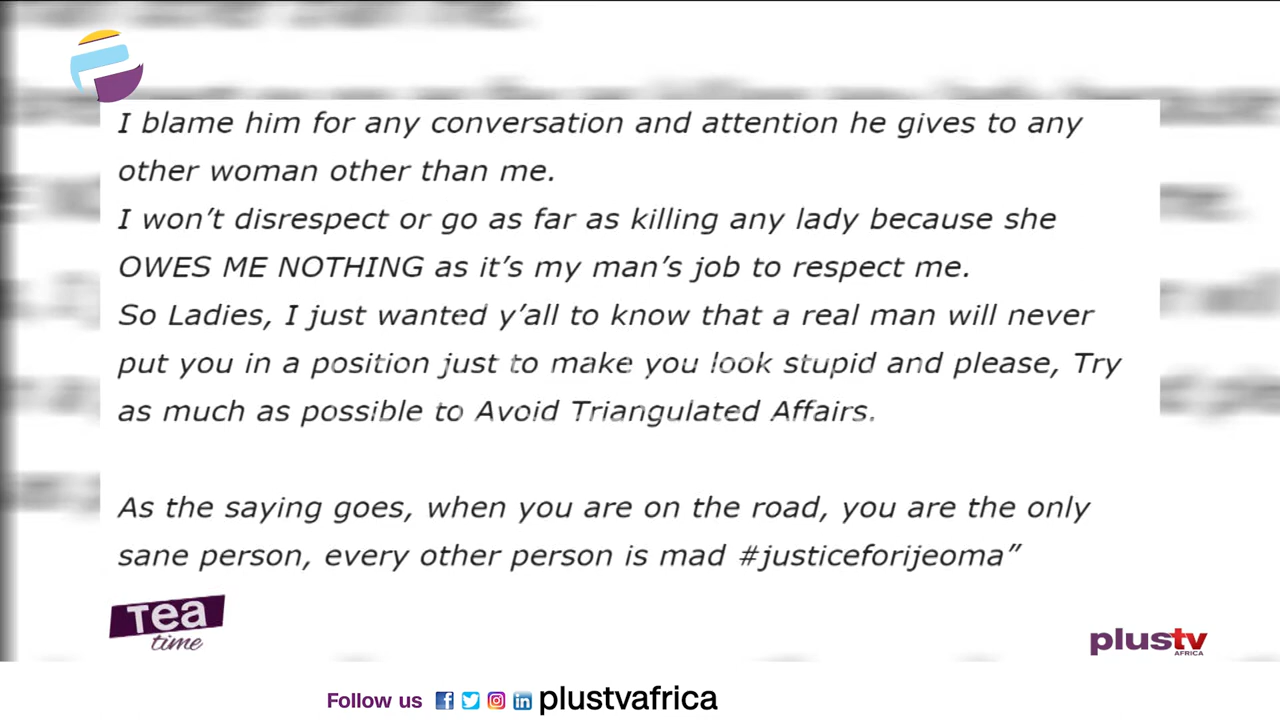 I blame him for any conversation and attention he gives to any
other woman other than me.
I won't disrespect or go as far as killing any lady because she
OWES ME NOTHING as it's my man's job to respect me.
So Ladies, I just wanted y'all to know that a real man will never
put you in a position just to make you look stupid and please, Try
as much as possible to Avoid Triangulated Affairs.
As the saying goes, when you are on the road, you are the only
sane person, every other person is mad #justiceforijeoma”
Tea
time
plustv
AFRICA
Follow us plustvafrica